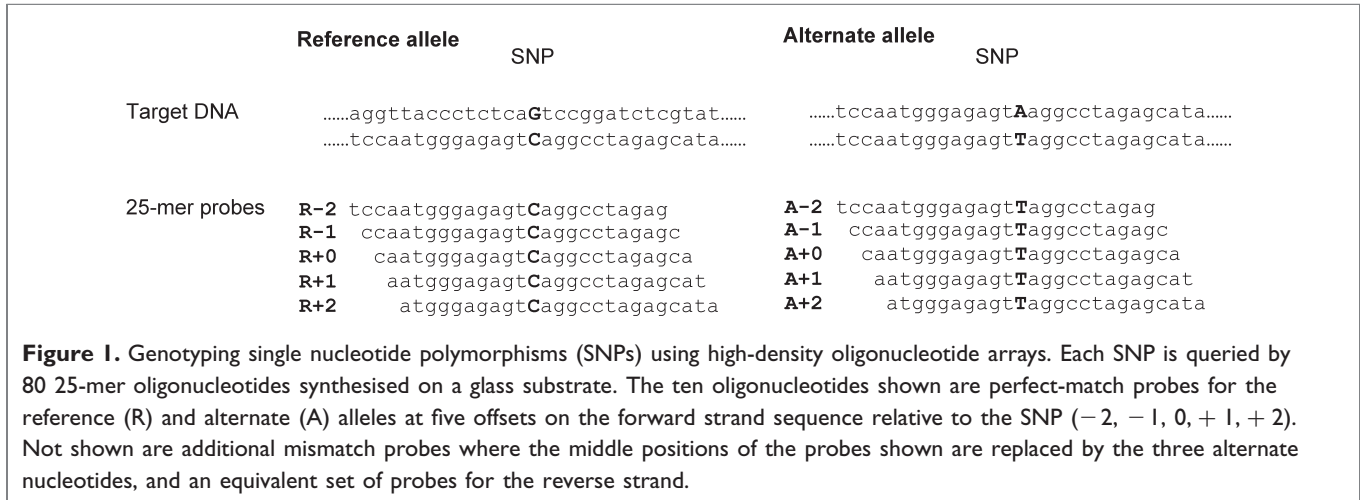 Reference allele Alternate allele
SNP SNP
Target DNA ......aggttaccctctcaGtccggatctcgtat...... ......tccaatgggagagtAaggcctagagcata......
......tccaatgggagagtCaggcctagagcata...... ......tccaatgggagagtTaggcctagagcata......
25-mer probes R−2 tccaatgggagagtCaggcctagag A−2 tccaatgggagagtTaggcctagag
R−1 ccaatgggagagtCaggcctagagc A−1 ccaatgggagagtTaggcctagagc
R+0 caatgggagagtCaggcctagagca A+0 caatgggagagtTaggcctagagca
R+1 aatgggagagtCaggcctagagcat A+1 aatgggagagtTaggcctagagcat
R+2 atgggagagtCaggcctagagcata A+2 atgggagagtTaggcctagagcata
Figure 1. Genotyping single nucleotide polymorphisms (SNPs) using high-density oligonucleotide arrays. Each SNP is queried by
80 25-mer oligonucleotides synthesised on a glass substrate. The ten oligonucleotides shown are perfect-match probes for the
reference (R) and alternate (A) alleles at five offsets on the forward strand sequence relative to the SNP (−2, −1, 0, +1, +2).
Not shown are additional mismatch probes where the middle positions of the probes shown are replaced by the three alternate
nucleotides, and an equivalent set of probes for the reverse strand.